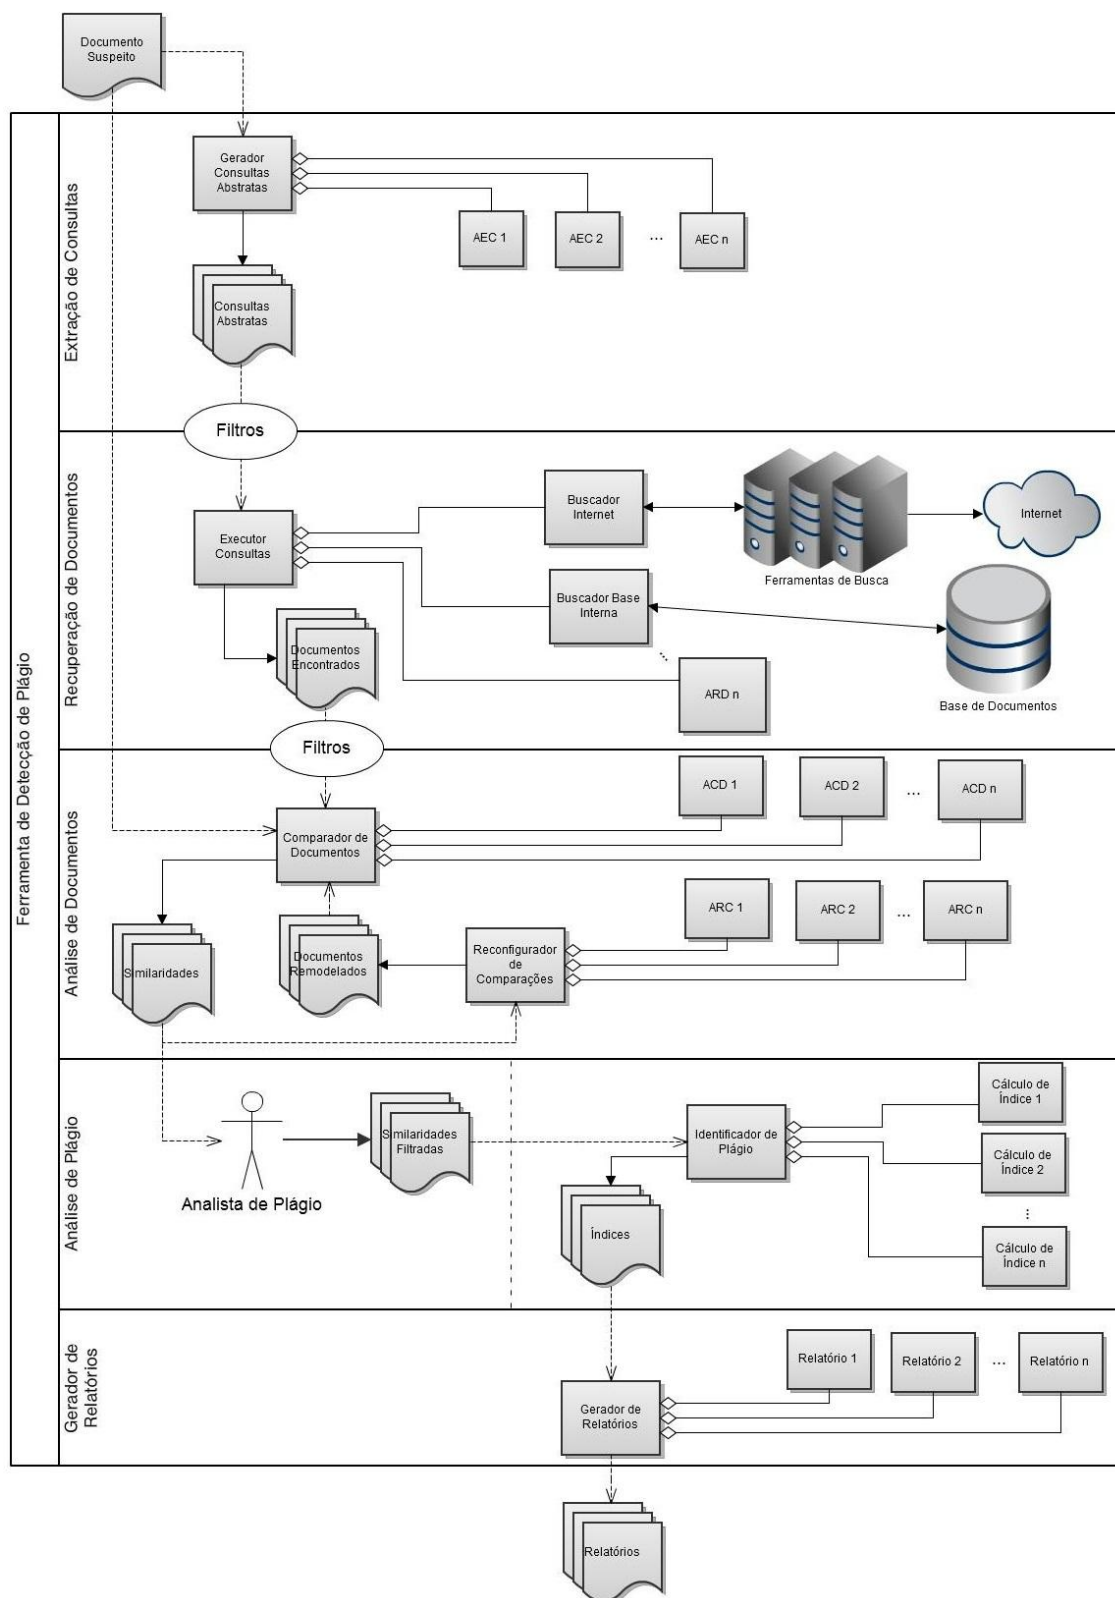 Documento
Suspeito
Ferramenta de Detecção de Plágio
Extração de Consultas
Gerador
Consultas
Abstratas
AEC 1
AEC 2
...
AEC n
Consultas
Abstratas
Filtros
Recuperação de Documentos
Executor
Consultas
Buscador
Internet
Ferramentas de Busca
Internet
Buscador Base
Interna
...
Base de Documentos
Documentos
Encontrados
ARD n
Filtros
Análise de Documentos
Comparador de
Documentos
ACD 1
ACD 2
...
ACD n
ARC 1
ARC 2
...
ARC n
Similaridades
Documentos
Remodelados
Reconfigurador
de
Comparações
Análise de Plágio
Analista de Plágio
Similaridades
Filtradas
Identificador de
Plágio
Cálculo de
Índice 1
Cálculo de
Índice 2
...
Cálculo de
Índice n
Índices
Gerador de
Relatórios
Relatório 1
Relatório 2
...
Relatório n
Gerador de
Relatórios
Relatórios